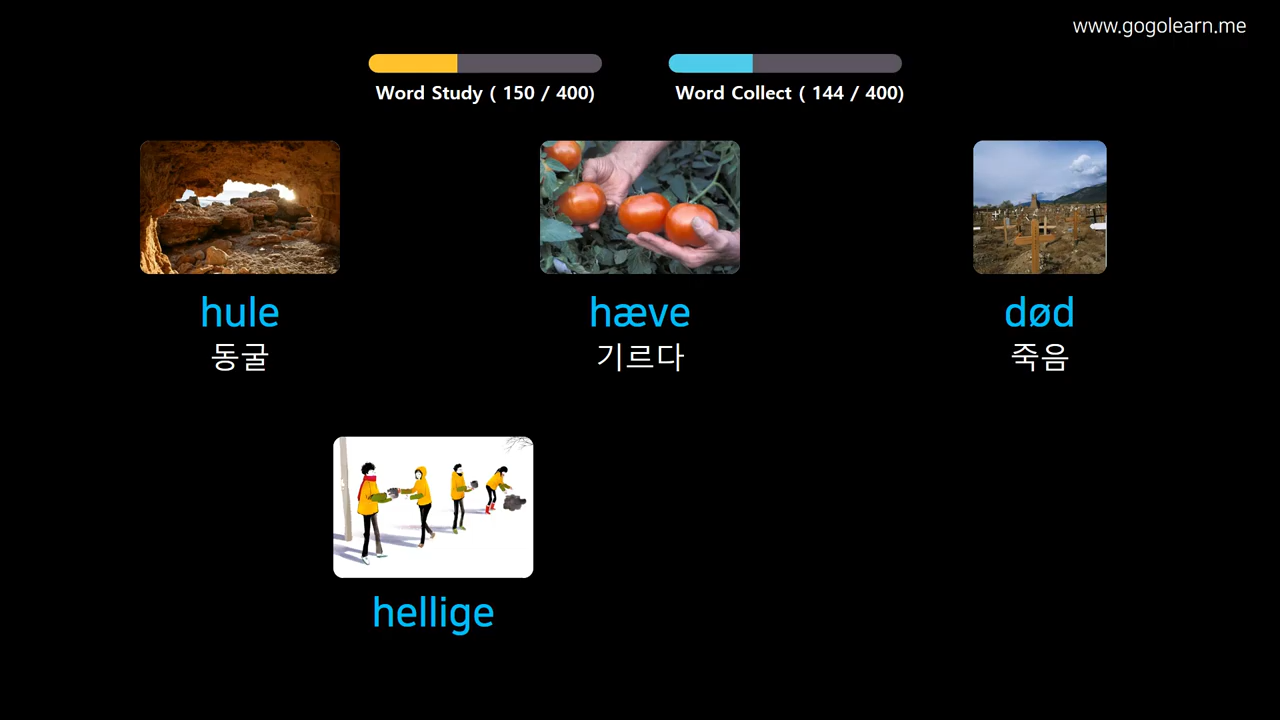 www.gogolearn.me
Word Study ( 150 / 400)
Word Collect ( 144 / 400)
hule
동굴
hæve
기르다
død
죽음
hellige